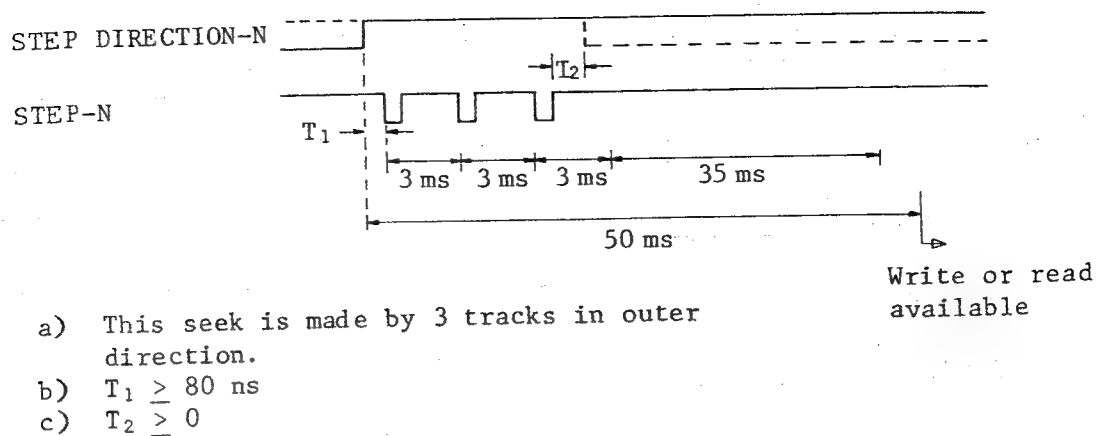 STEP DIRECTION-N
T₂
STEP-N
T₁
3 ms 3 ms 3 ms 35 ms
50 ms
Write or read
available
a) This seek is made by 3 tracks in outer
direction.
b) T₁ ≥ 80 ns
c) T₂ ≥ 0